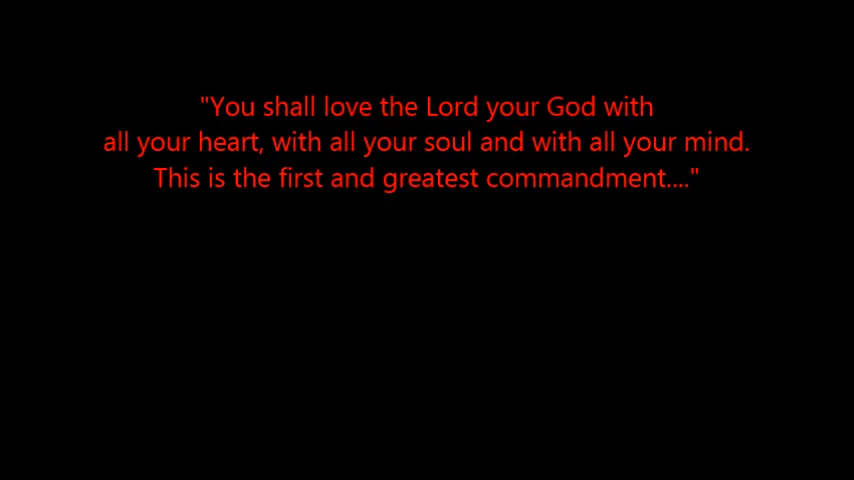 "You shall love the Lord your God with
all your heart, with all your soul and with all your mind.
This is the first and greatest commandment...."